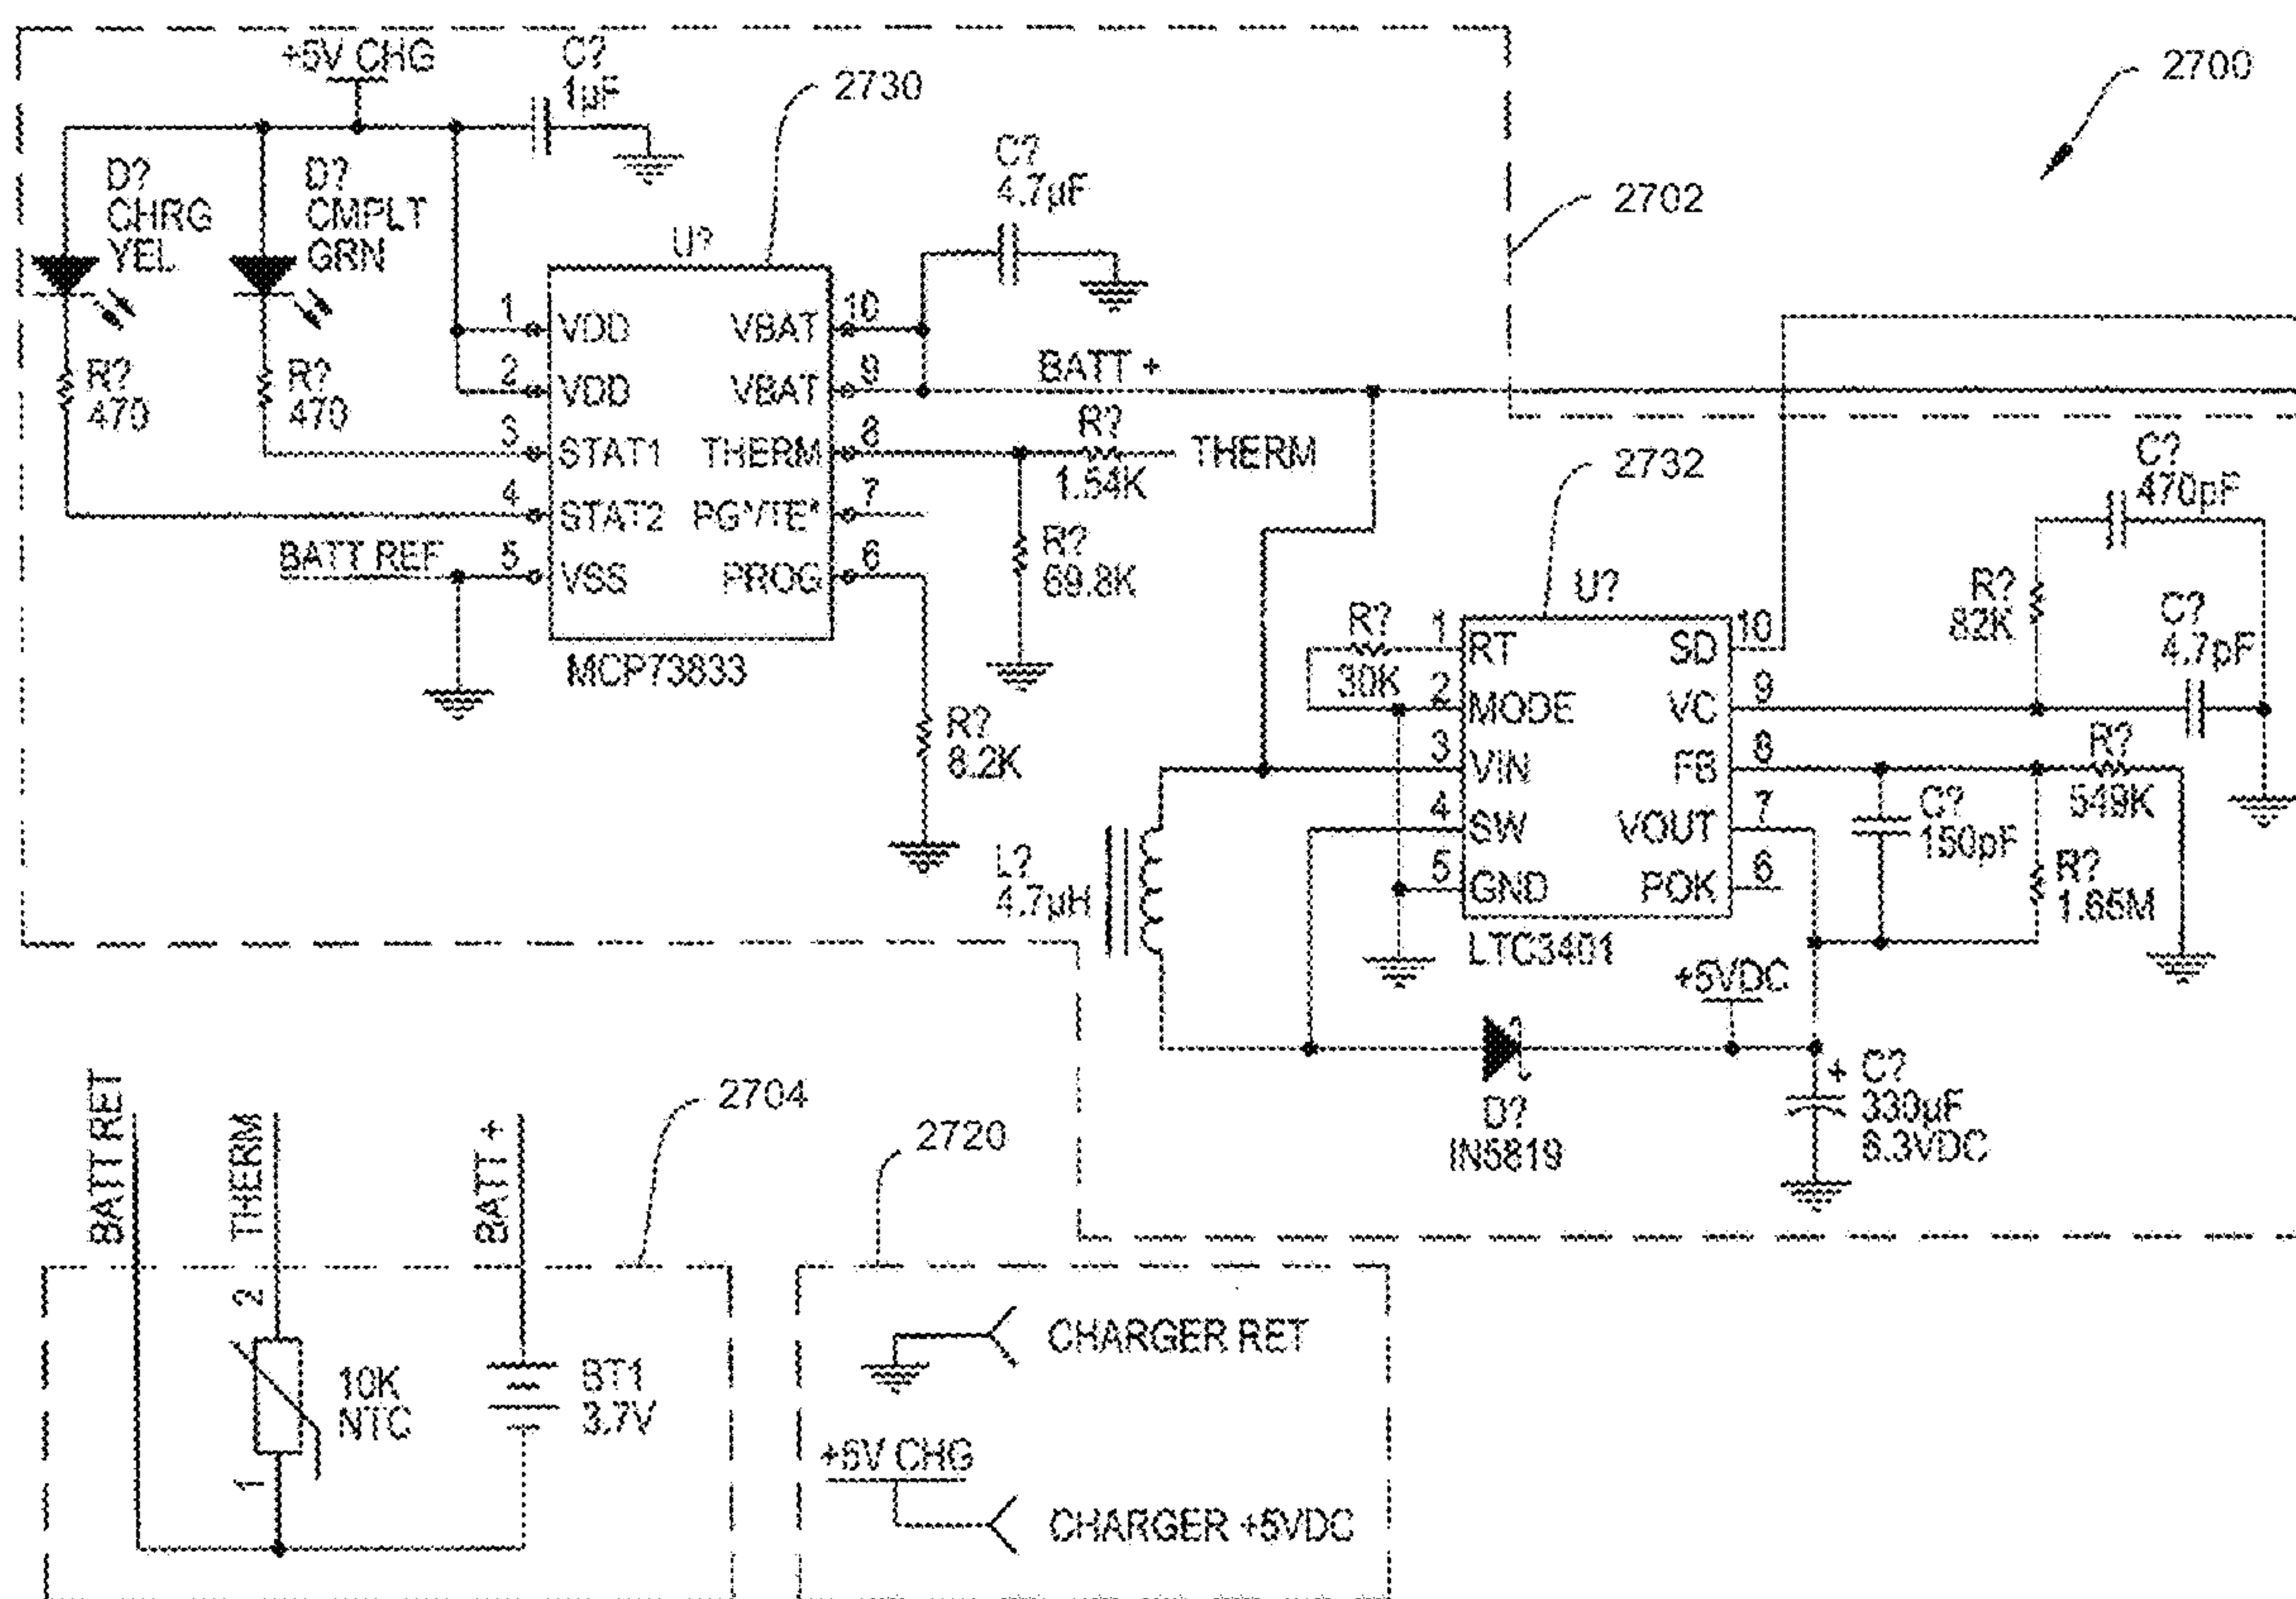 +5V CHG
C?
1µF
2730
2700
D?
CHRG
YEL
D?
CMPLT
GRN
C?
4.7µF
2702
U?
1
VDD
VBAT
10
2
VDD
VBAT
9
BATT +
R?
470
R?
470
3
STAT1
THERM
8
R?
1.54K
THERM
2732
C?
470pF
4
STAT2
PG*/TE*
7
BATT REF
5
VSS
PROG
6
R?
69.8K
MCP73833
R?
8.2K
U?
R?
82K
C?
4.7pF
R?
30K
1
RT
SD
10
2
MODE
VC
9
3
VIN
FB
8
R?
549K
4
SW
VOUT
7
C?
150pF
5
GND
POK
6
R?
1.65M
L?
4.7µH
LTC3401
+5VDC
D?
IN5819
+ C?
330µF
6.3VDC
BATT RET
THERM
BATT +
2704
2720
2
10K
NTC
1
BT1
3.7V
CHARGER RET
+5V CHG
CHARGER +5VDC